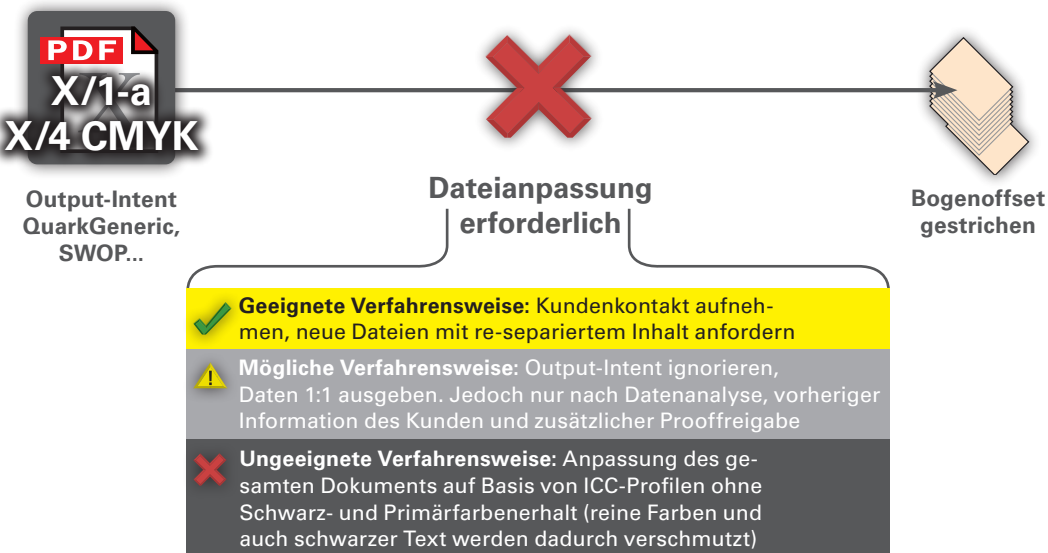 PDF
X/1-a
X/4 CMYK
Output-Intent
QuarkGeneric,
SWOP...
Dateianpassung
erforderlich
Bogenoffset
gestrichen
Geeignete Verfahrensweise: Kundenkontakt aufneh-
men, neue Dateien mit re-separiertem Inhalt anfordern
Mögliche Verfahrensweise: Output-Intent ignorieren,
Daten 1:1 ausgeben. Jedoch nur nach Datenanalyse, vorheriger
Information des Kunden und zusätzlicher Prooffreigabe
Ungeeignete Verfahrensweise: Anpassung des ge-
samten Dokuments auf Basis von ICC-Profilen ohne
Schwarz- und Primärfarbenerhalt (reine Farben und
auch schwarzer Text werden dadurch verschmutzt)